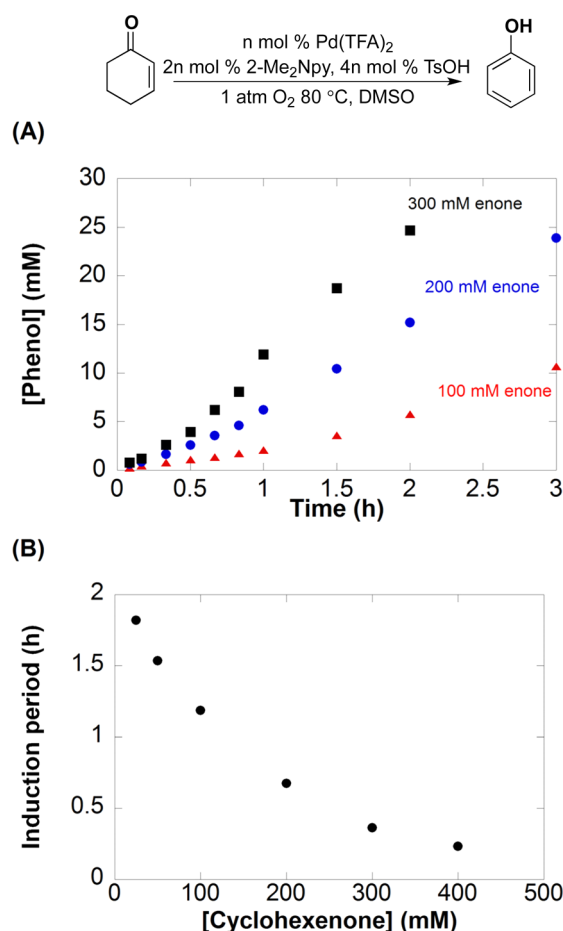 O
OH
n mol % Pd(TFA)₂
2n mol % 2-Me₂Npy, 4n mol % TsOH
1 atm O₂ 80 °C, DMSO
(A)
[Phenol] (mM)
30
25
20
15
10
5
0
300 mM enone
200 mM enone
100 mM enone
0 0.5 1 1.5 2 2.5 3
Time (h)
(B)
Induction period (h)
2
1.5
1
0.5
0
0 100 200 300 400 500
[Cyclohexenone] (mM)